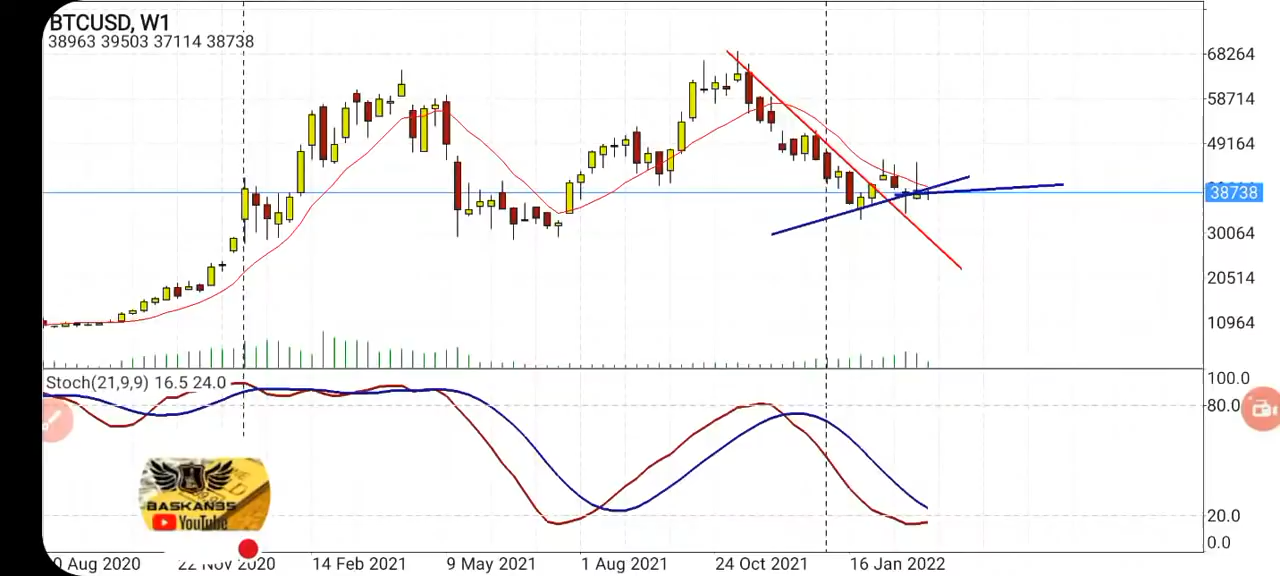 BTCUSD, W1
38963 39503 37114 38738
68264
58714
49164
38738
30064
20514
10964
Stoch(21,9,9) 16.5 24.0
100.0
80.0
20.0
0.0
BASKAN35
YouTube
0 Aug 2020 22 Nov 2020 14 Feb 2021 9 May 2021 1 Aug 2021 24 Oct 2021 16 Jan 2022